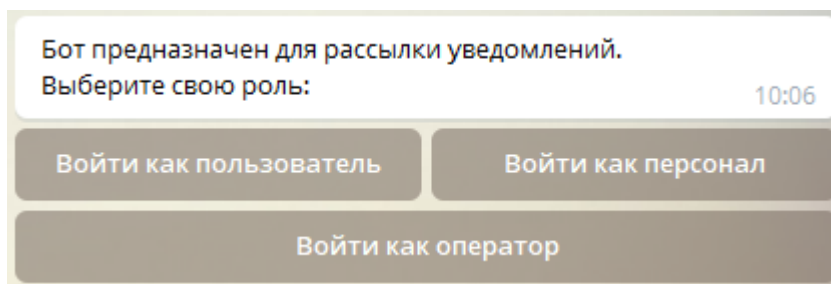 Бот предназначен для рассылки уведомлений.
Выберите свою роль:
10:06
Войти как пользователь
Войти как персонал
Войти как оператор